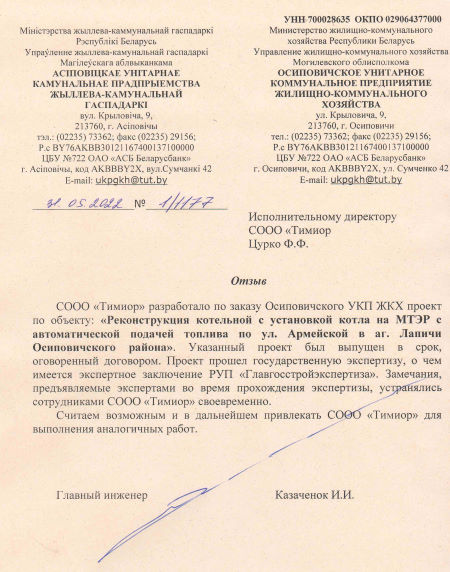 УНН 700028635 ОКПО 029064377000
Міністэрства жыллева-каммунальнай гаспадаркі
Рэспублікі Беларусь
Упраўленне жыллева-каммунальнай гаспадаркі
Магілеўскага аблвыканкама
АСІПОВІЦКАЕ УНІТАРНАЕ
КАМУНАЛЬНАЕ ПРАДПРЫЕМСТВА
ЖЫЛЛЕВА-КАМУНАЛЬНАЙ
ГАСПАДАРКІ
вул. Крыловіча, 9,
213760, г. Асіповічы
тэл.: (02235) 73362; факс (02235) 29156;
Р.с BY76AKBB30121167400137100000
ЦБУ №722 ОАО «АСБ Беларусбанк»
г. Асіповічы, код AKBBBY2X, вул.Сумчанкі 42
E-mail: ukpgkh@tut.by
Министерство жилищно-коммунального
хозяйства Республики Беларусь
Управление жилищно-коммунального хозяйства
Могилевского облисполкома
ОСИПОВИЧСКОЕ УНИТАРНОЕ
КОММУНАЛЬНОЕ ПРЕДПРИЯТИЕ
ЖИЛИЩНО-КОММУНАЛЬНОГО
ХОЗЯЙСТВА
ул. Крыловича, 9,
213760, г. Осиповичи
тел.: (02235) 73362; факс (02235) 29156;
Р.с BY76AKBB30121167400137100000
ЦБУ №722 ОАО «АСБ Беларусбанк»
г. Осиповичи, код AKBBBY2X, ул. Сумченко 42
E-mail: ukpgkh@tut.by
31.05.2022 № 1/1177
Исполнительному директору
СООО «Тимиор
Цурко Ф.Ф.
Отзыв
СООО «Тимиор» разработало по заказу Осиповичского УКП ЖКХ проект
по объекту: «Реконструкция котельной с установкой котла на МТЭР с
автоматической подачей топлива по ул. Армейской в аг. Лапичи
Осиповичского района». Указанный проект был выпущен в срок,
оговоренный договором. Проект прошел государственную экспертизу, о чем
имеется экспертное заключение РУП «Главгосстройэкспертиза». Замечания,
предъявляемые экспертами во время прохождения экспертизы, устранялись
сотрудниками СООО «Тимиор» своевременно.
Считаем возможным и в дальнейшем привлекать СООО «Тимиор» для
выполнения аналогичных работ.
Главный инженер Казаченок И.И.